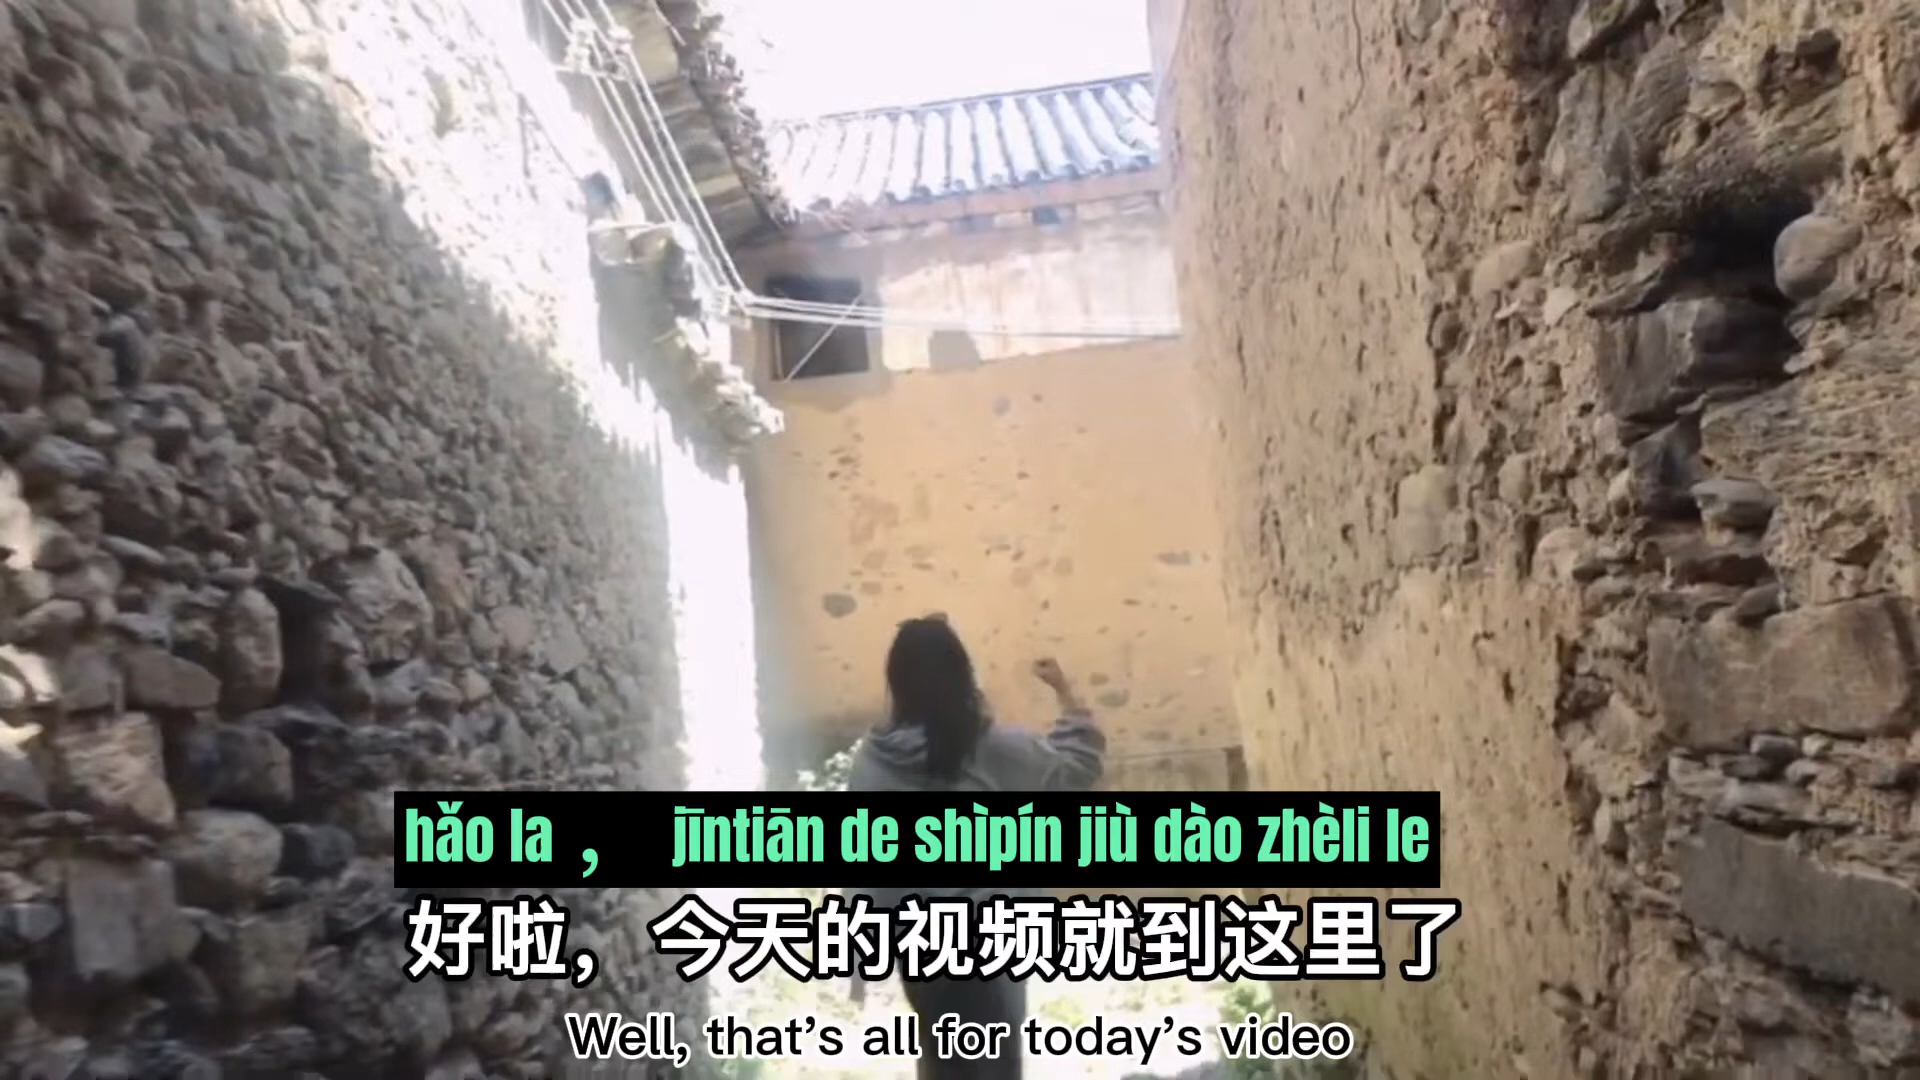 hǎo la ， jīntiān de shìpín jiù dào zhèli le
好啦，今天的视频就到这里了
Well, that's all for today's video